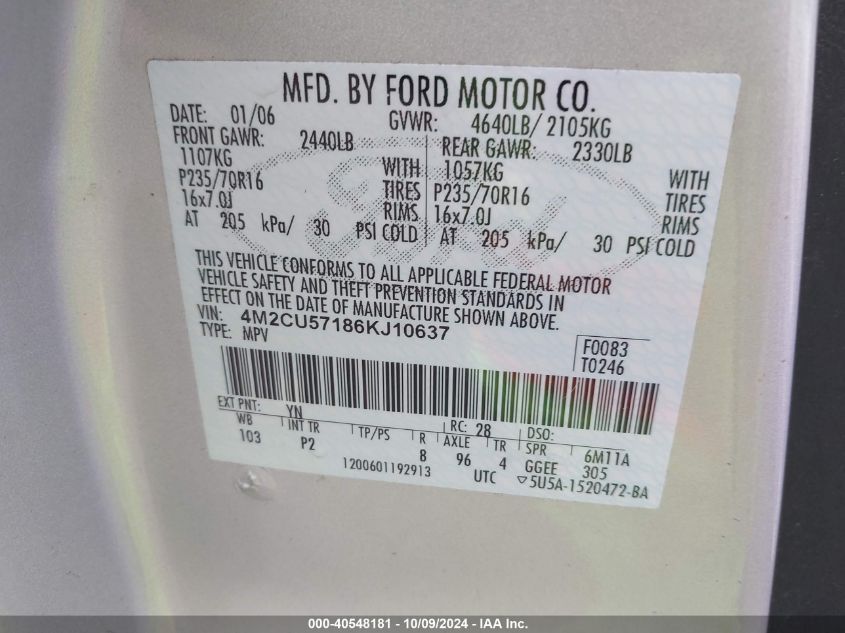 MFD. BY FORD MOTOR CO.
DATE: 01/06 GVWR: 4640LB/ 2105KG
FRONT GAWR: 2440LB REAR GAWR: 2330LB
1107KG WITH 1057KG WITH
P235/70R16 TIRES P235/70R16 TIRES
16x7.0J RIMS 16x7.0J RIMS
AT 205 kPa/ 30 PSI COLD AT 205 kPa/ 30 PSI COLD
THIS VEHICLE CONFORMS TO ALL APPLICABLE FEDERAL MOTOR
VEHICLE SAFETY AND THEFT PREVENTION STANDARDS IN
EFFECT ON THE DATE OF MANUFACTURE SHOWN ABOVE.
VIN: 4M2CU57186KJ10637
TYPE: MPV
F0083
T0246
EXT PNT: YN RC: 28 DSO:
WB INT TR TP/PS R AXLE TR SPR 6M11A
103 P2 8 96 4 GGEE 305
1200601192913 UTC ▽5U5A-1520472-BA
Ford
000-40548181 - 10/09/2024 - IAA Inc.